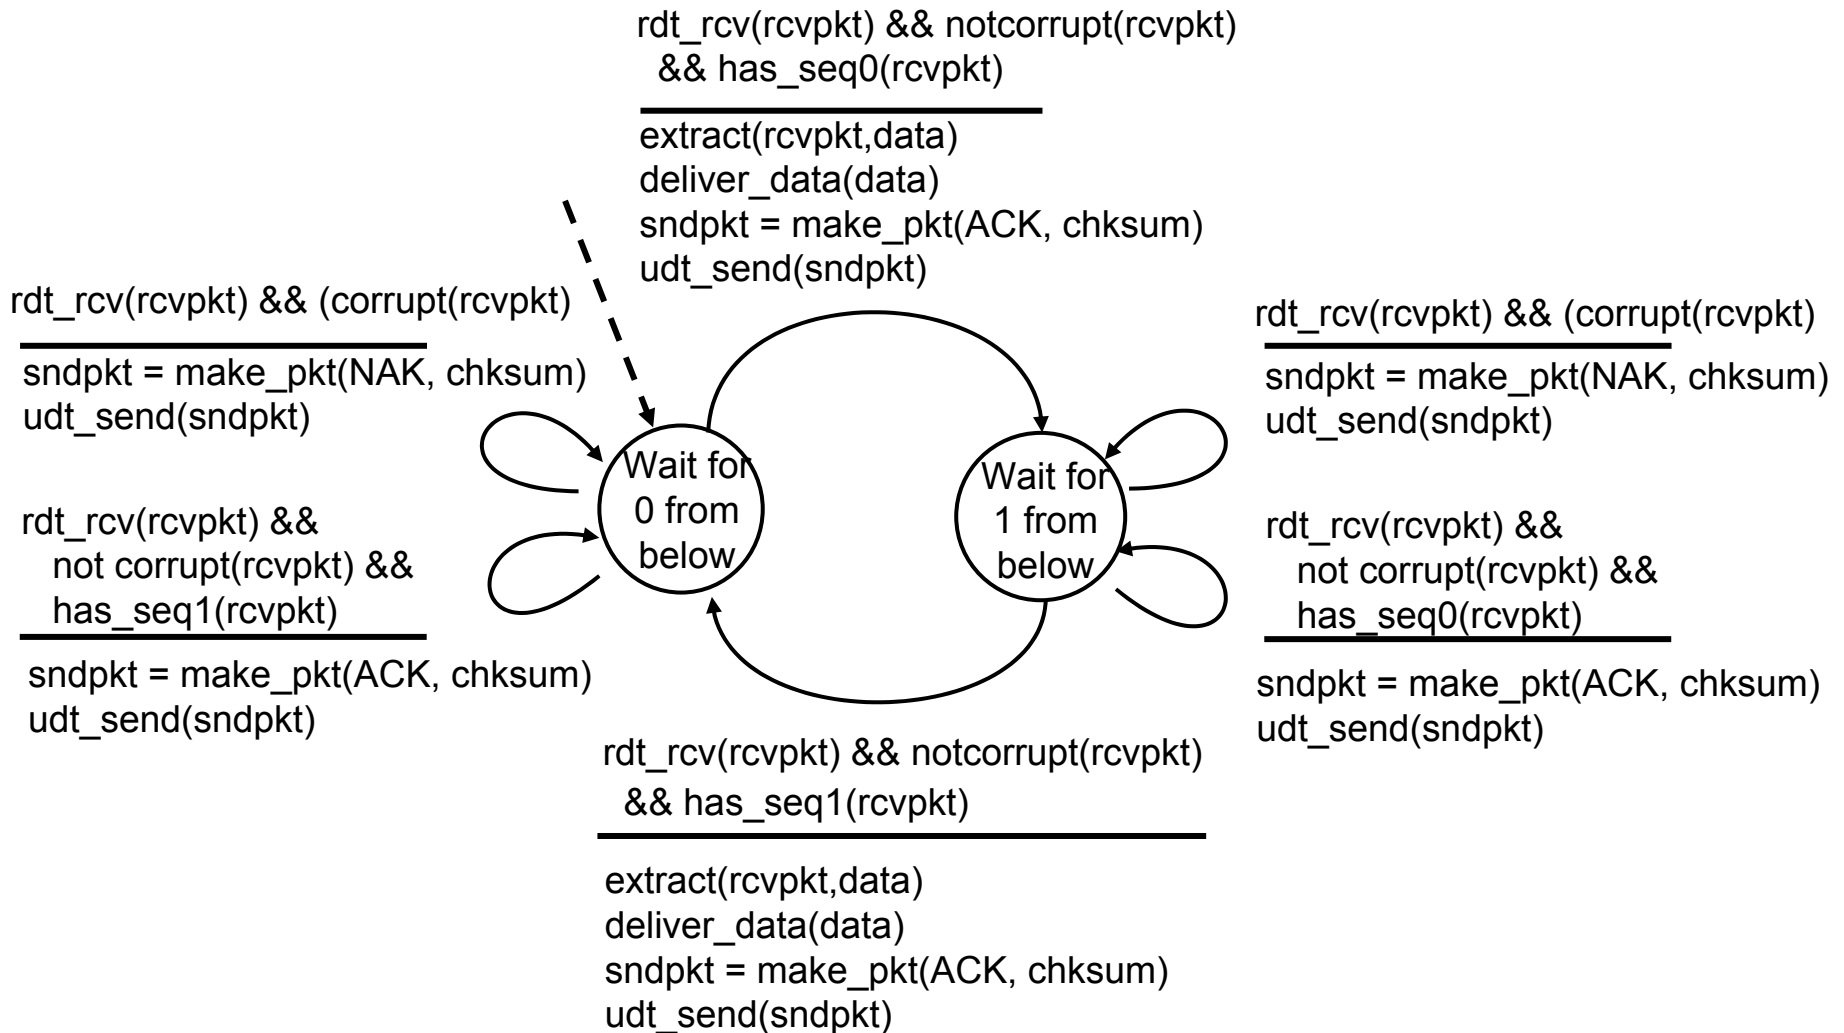 rdt_rcv(rcvpkt) && notcorrupt(rcvpkt)
&& has_seq0(rcvpkt)
extract(rcvpkt,data)
deliver_data(data)
sndpkt = make_pkt(ACK, chksum)
udt_send(sndpkt)
rdt_rcv(rcvpkt) && (corrupt(rcvpkt)
sndpkt = make_pkt(NAK, chksum)
udt_send(sndpkt)
rdt_rcv(rcvpkt) &&
not corrupt(rcvpkt) &&
has_seq1(rcvpkt)
sndpkt = make_pkt(ACK, chksum)
udt_send(sndpkt)
Wait for
0 from
below
Wait for
1 from
below
rdt_rcv(rcvpkt) && (corrupt(rcvpkt)
sndpkt = make_pkt(NAK, chksum)
udt_send(sndpkt)
rdt_rcv(rcvpkt) &&
not corrupt(rcvpkt) &&
has_seq0(rcvpkt)
sndpkt = make_pkt(ACK, chksum)
udt_send(sndpkt)
rdt_rcv(rcvpkt) && notcorrupt(rcvpkt)
&& has_seq1(rcvpkt)
extract(rcvpkt,data)
deliver_data(data)
sndpkt = make_pkt(ACK, chksum)
udt_send(sndpkt)